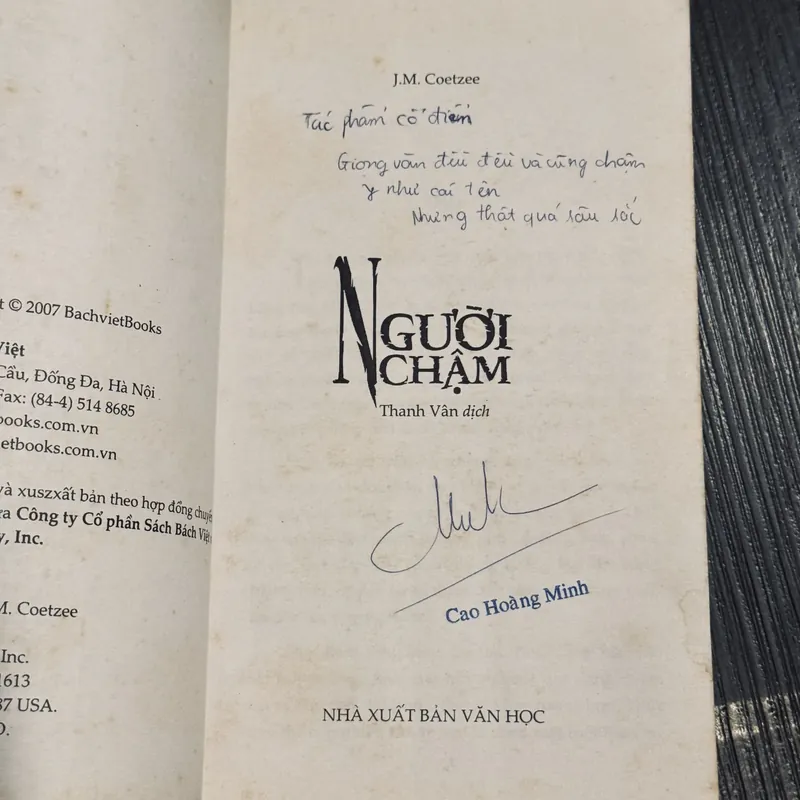 t © 2007 BachvietBooks
Việt
Cầu, Đống Đa, Hà Nội
Fax: (84-4) 514 8685
books.com.vn
ietbooks.com.vn
và xuszxất bản theo hợp đồng chuyể
ữa Công ty Cổ phần Sách Bách Việt
y, Inc.
M. Coetzee
Inc.
1613
37 USA.
O.
J.M. Coetzee
Tác phẩm cổ điển
Giọng văn đều đều và cũng chậm
y như cái tên
Nhưng thật quá sâu sắc
NGƯỜI
CHẬM
Thanh Vân dịch
Cao Hoàng Minh
NHÀ XUẤT BẢN VĂN HỌC